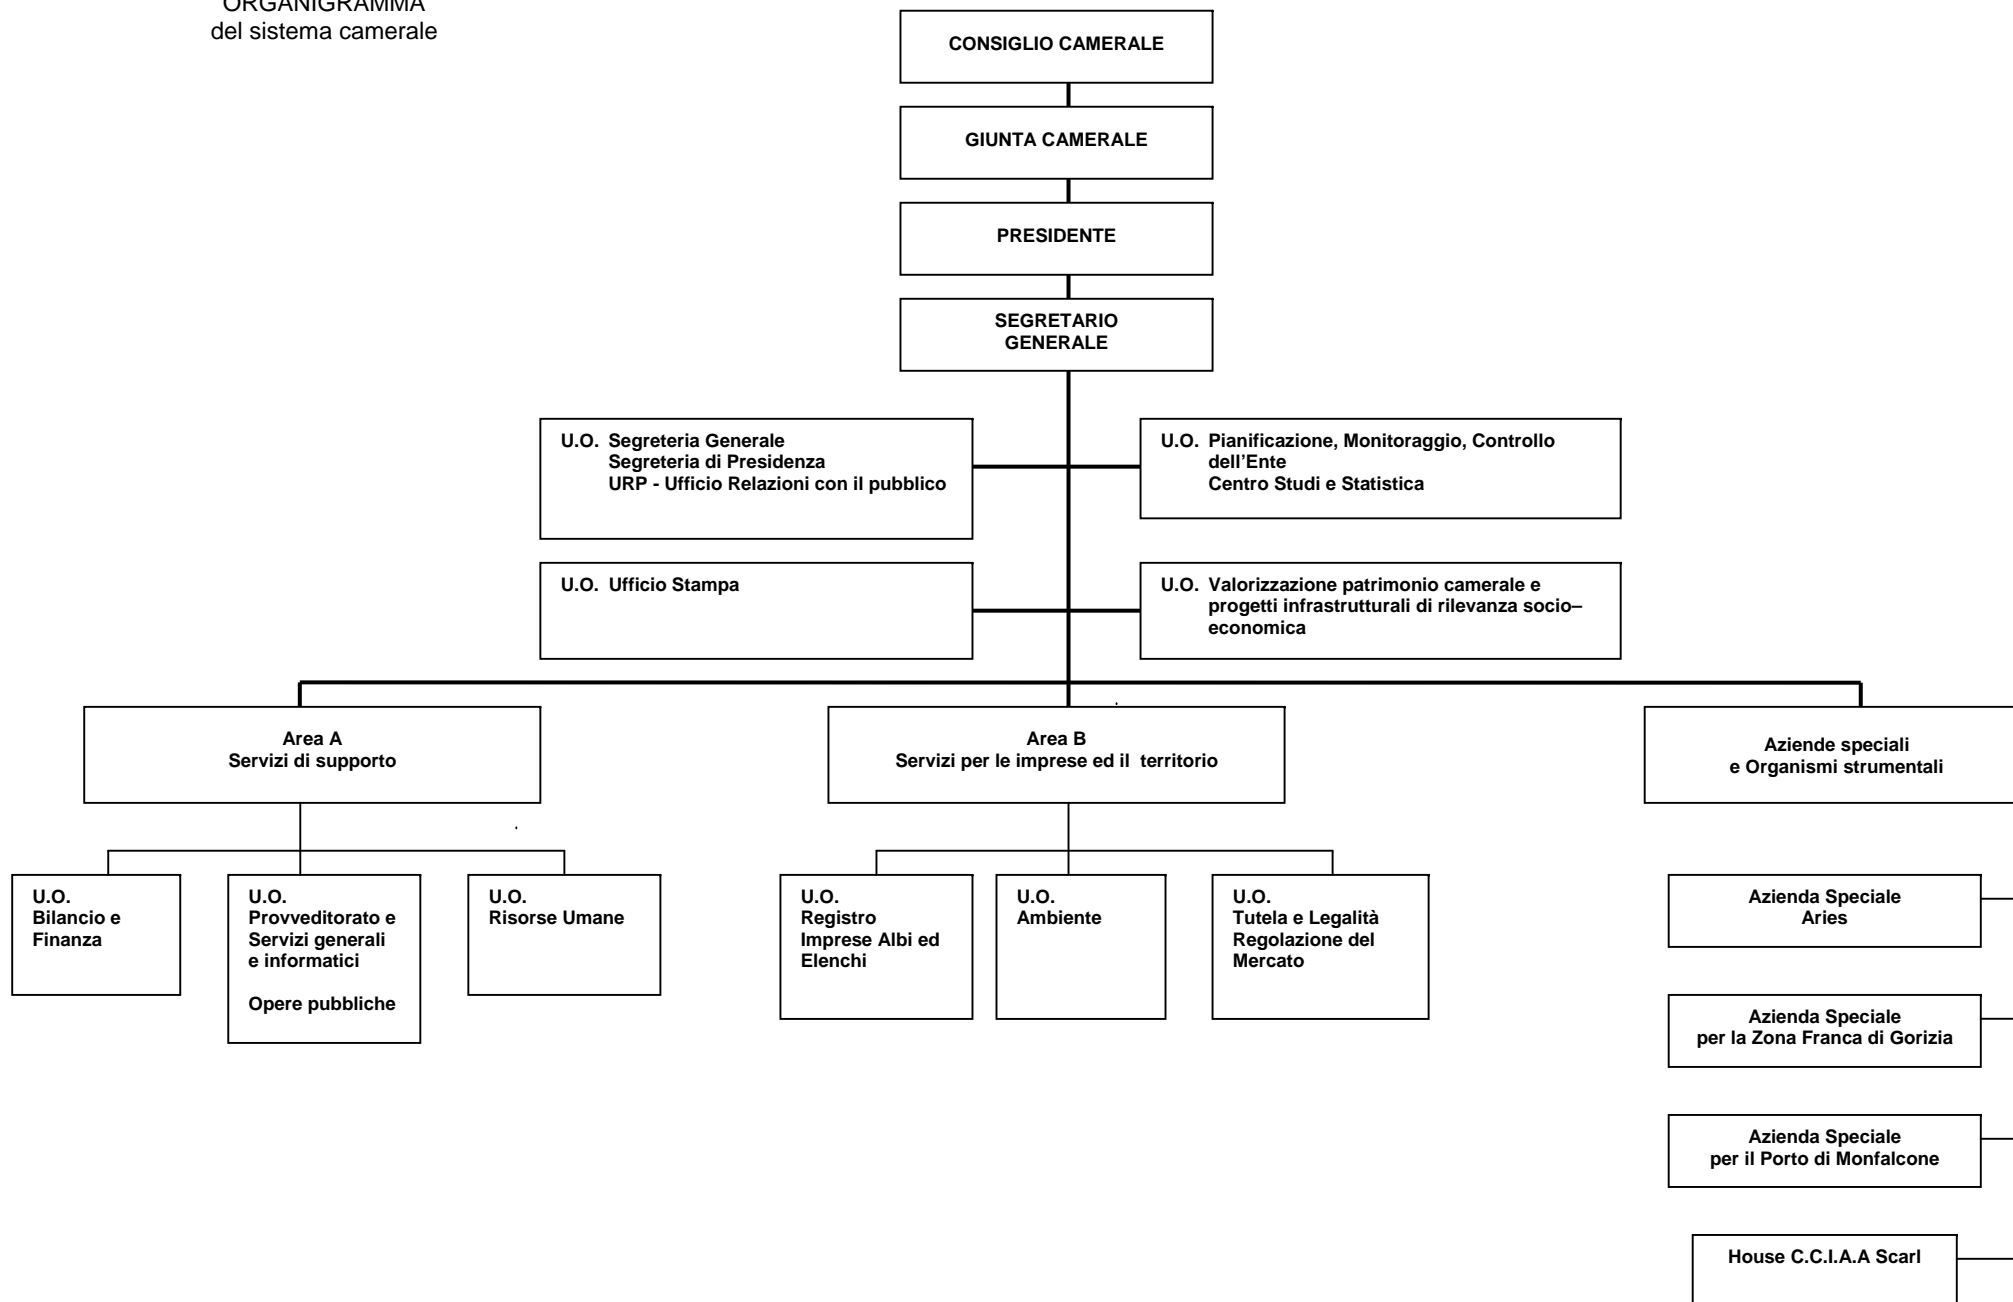 ORGANIGRAMMA
del sistema camerale
CONSIGLIO CAMERALE
GIUNTA CAMERALE
PRESIDENTE
SEGRETARIO
GENERALE
U.O. Segreteria Generale
Segreteria di Presidenza
URP - Ufficio Relazioni con il pubblico
U.O. Pianificazione, Monitoraggio, Controllo
dell’Ente
Centro Studi e Statistica
U.O. Ufficio Stampa
U.O. Valorizzazione patrimonio camerale e
progetti infrastrutturali di rilevanza socio–
economica
Area A
Servizi di supporto
Area B
Servizi per le imprese ed il territorio
Aziende speciali
e Organismi strumentali
U.O.
Bilancio e
Finanza
U.O.
Provveditorato e
Servizi generali
e informatici
Opere pubbliche
U.O.
Risorse Umane
U.O.
Registro
Imprese Albi ed
Elenchi
U.O.
Ambiente
U.O.
Tutela e Legalità
Regolazione del
Mercato
Azienda Speciale
Aries
Azienda Speciale
per la Zona Franca di Gorizia
Azienda Speciale
per il Porto di Monfalcone
House C.C.I.A.A Scarl